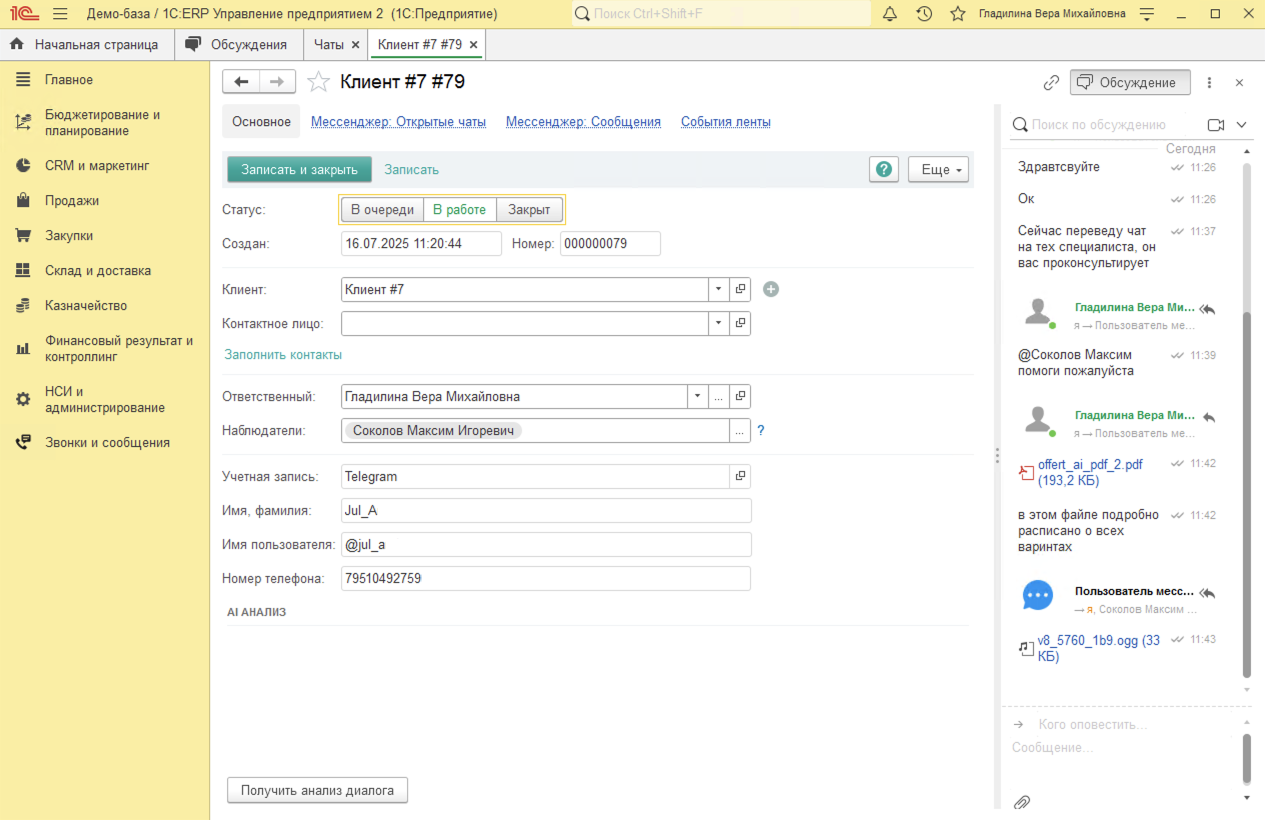 1С Демо-база / 1С:ERP Управление предприятием 2 (1С:Предприятие) Поиск Ctrl+Shift+F Гладилина Вера Михайловна
Начальная страница Обсуждения Чаты × Клиент #7 #79 ×
Главное
Бюджетирование и
планирование
CRM и маркетинг
Продажи
Закупки
Склад и доставка
Казначейство
Финансовый результат и
контроллинг
НСИ и
администрирование
Звонки и сообщения
Клиент #7 #79
Основное Мессенджер: Открытые чаты Мессенджер: Сообщения События ленты
Записать и закрыть Записать ? Еще
Статус: В очереди В работе Закрыт
Создан: 16.07.2025 11:20:44 Номер: 000000079
Клиент: Клиент #7
Контактное лицо:
Заполнить контакты
Ответственный: Гладилина Вера Михайловна ...
Наблюдатели: Соколов Максим Игоревич ... ?
Учетная запись: Telegram
Имя, фамилия: Jul_A
Имя пользователя: @jul_a
Номер телефона: 79510492759
AI АНАЛИЗ
Получить анализ диалога
Обсуждение
Поиск по обсуждению
Сегодня
Здравтсвуйте 11:26
Ок 11:26
Сейчас переведу чат 11:37
на тех специалиста, он
вас проконсультирует
Гладилина Вера Ми...
я → Пользователь ме...
@Соколов Максим 11:39
помоги пожалуйста
Гладилина Вера Ми...
я → Пользователь ме...
offert_ai_pdf_2.pdf 11:42
(193,2 КБ)
в этом файле подробно 11:42
расписано о всех
варинтах
Пользователь месс...
→ я, Соколов Максим ...
v8_5760_1b9.ogg (33 11:43
КБ)
→ Кого оповестить...
Сообщение...